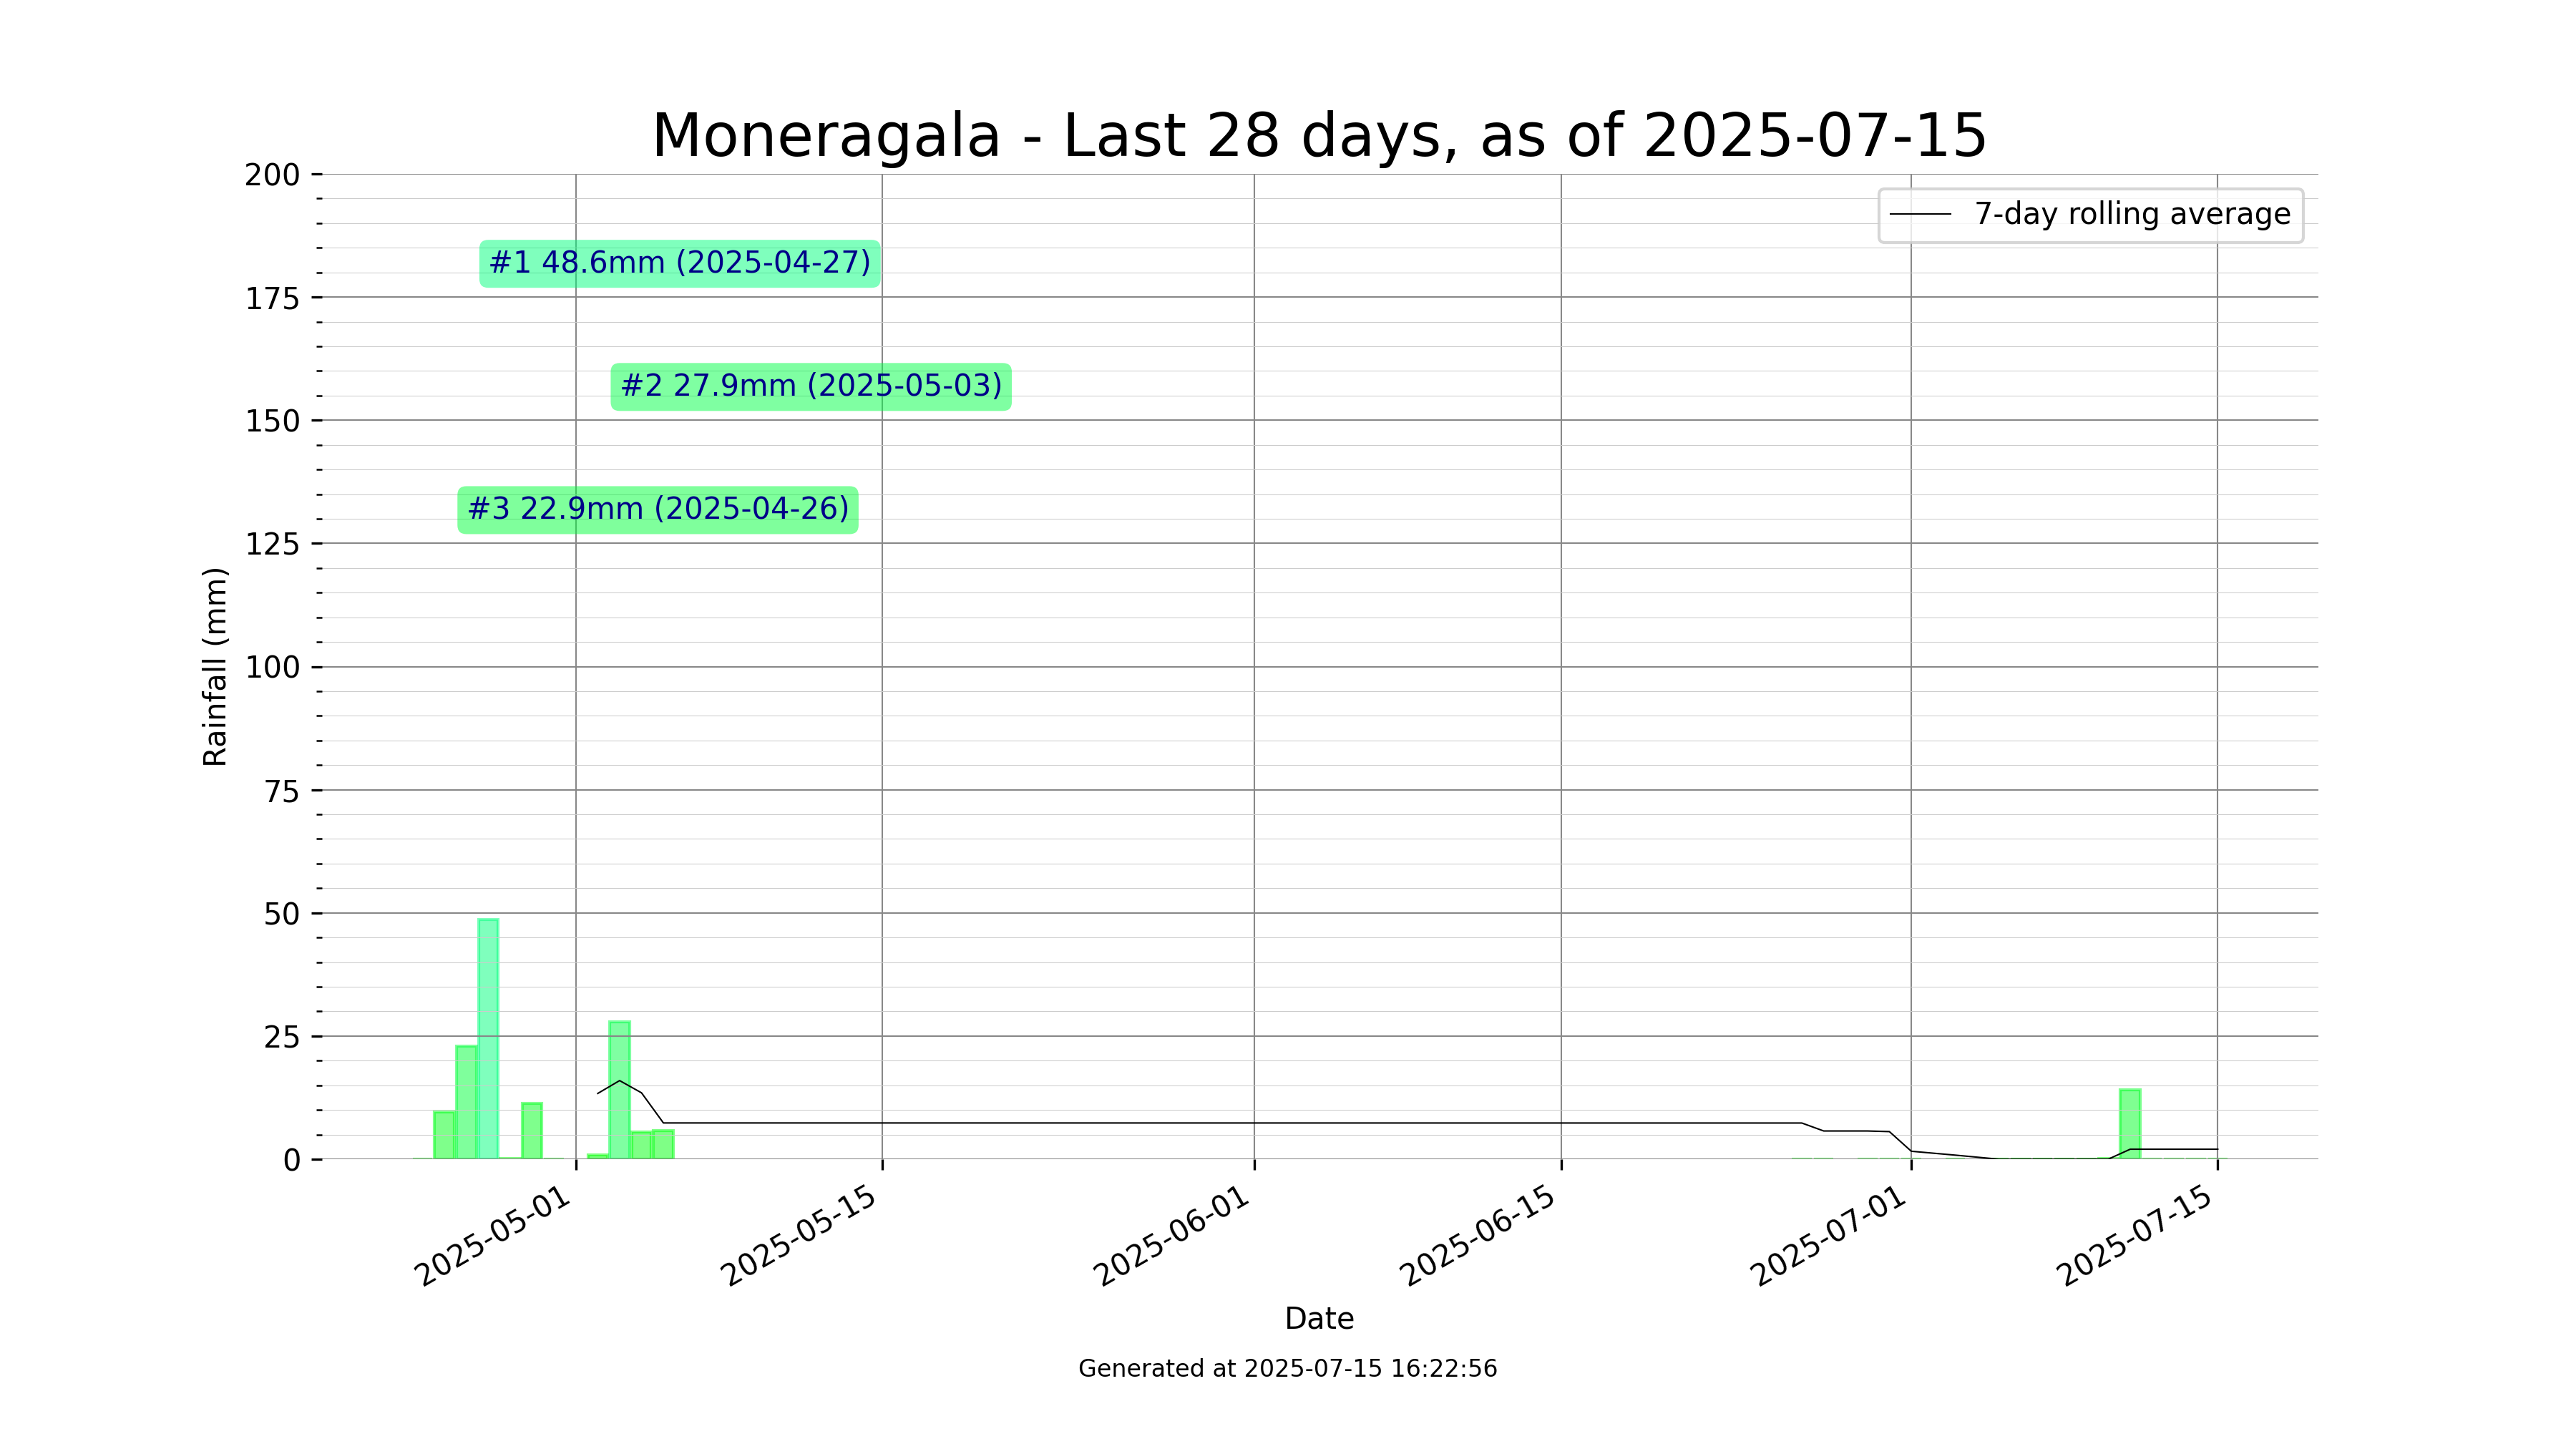 Moneragala - Last 28 days, as of 2025-07-15
200
7-day rolling average
#1 48.6mm (2025-04-27)
175
#2 27.9mm (2025-05-03)
150
#3 22.9mm (2025-04-26)
125
Rainfall (mm)
100
75
50
25
0
2025-05-01
2025-05-15
2025-06-01
2025-06-15
2025-07-01
2025-07-15
Date
Generated at 2025-07-15 16:22:56